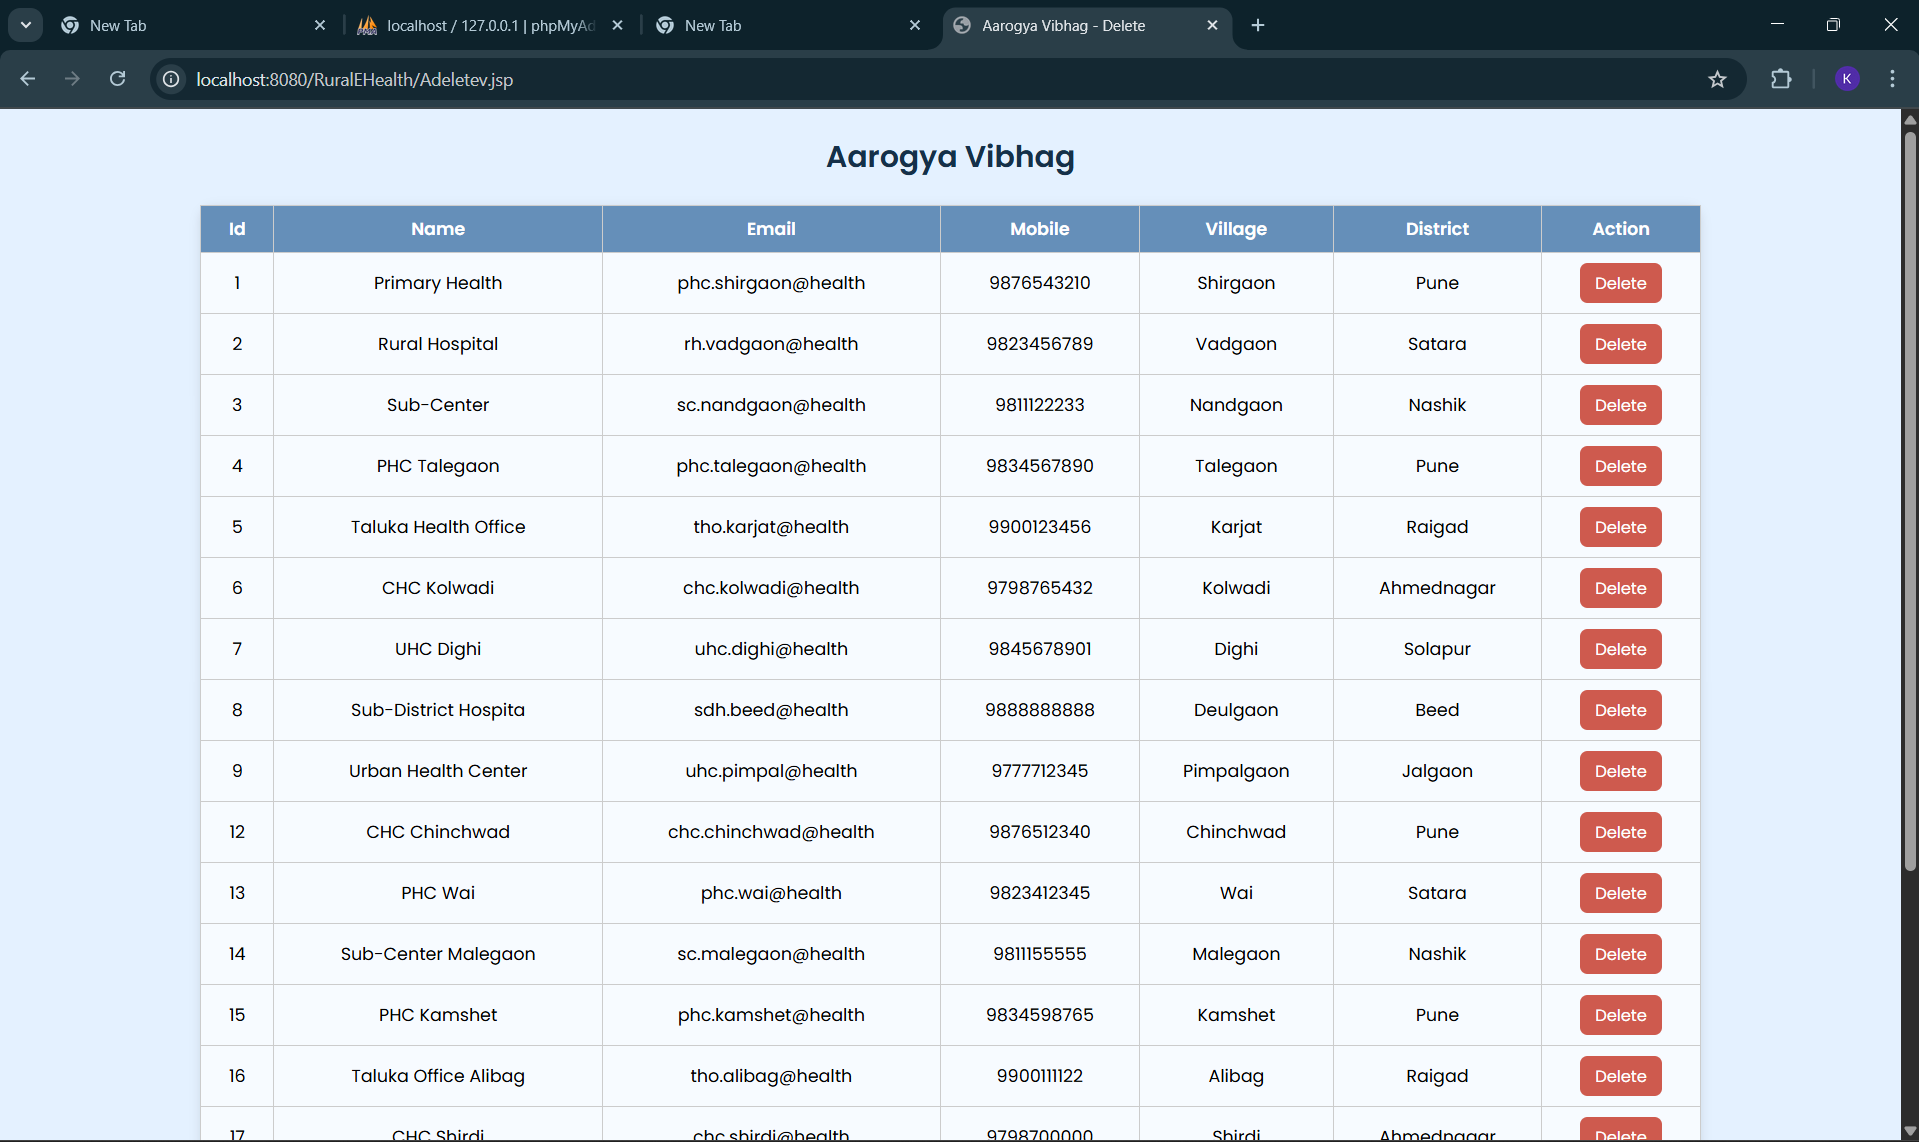 New Tab
localhost / 127.0.0.1 | phpMyAd
New Tab
Aarogya Vibhag - Delete
localhost:8080/RuralEHealth/Adeletev.jsp
K
Aarogya Vibhag
Id Name Email Mobile Village District Action
1 Primary Health phc.shirgaon@health 9876543210 Shirgaon Pune Delete
2 Rural Hospital rh.vadgaon@health 9823456789 Vadgaon Satara Delete
3 Sub-Center sc.nandgaon@health 9811122233 Nandgaon Nashik Delete
4 PHC Talegaon phc.talegaon@health 9834567890 Talegaon Pune Delete
5 Taluka Health Office tho.karjat@health 9900123456 Karjat Raigad Delete
6 CHC Kolwadi chc.kolwadi@health 9798765432 Kolwadi Ahmednagar Delete
7 UHC Dighi uhc.dighi@health 9845678901 Dighi Solapur Delete
8 Sub-District Hospita sdh.beed@health 9888888888 Deulgaon Beed Delete
9 Urban Health Center uhc.pimpal@health 9777712345 Pimpalgaon Jalgaon Delete
12 CHC Chinchwad chc.chinchwad@health 9876512340 Chinchwad Pune Delete
13 PHC Wai phc.wai@health 9823412345 Wai Satara Delete
14 Sub-Center Malegaon sc.malegaon@health 9811155555 Malegaon Nashik Delete
15 PHC Kamshet phc.kamshet@health 9834598765 Kamshet Pune Delete
16 Taluka Office Alibag tho.alibag@health 9900111122 Alibag Raigad Delete
17 CHC Shirdi chc.shirdi@health 9798700000 Shirdi Ahmednagar Delete